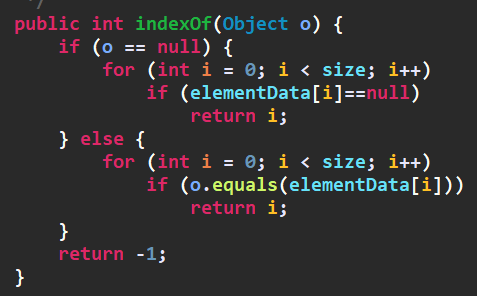 */
public int indexOf(Object o) {
    if (o == null) {
        for (int i = 0; i < size; i++)
            if (elementData[i]==null)
                return i;
    } else {
        for (int i = 0; i < size; i++)
            if (o.equals(elementData[i]))
                return i;
    }
    return -1;
}